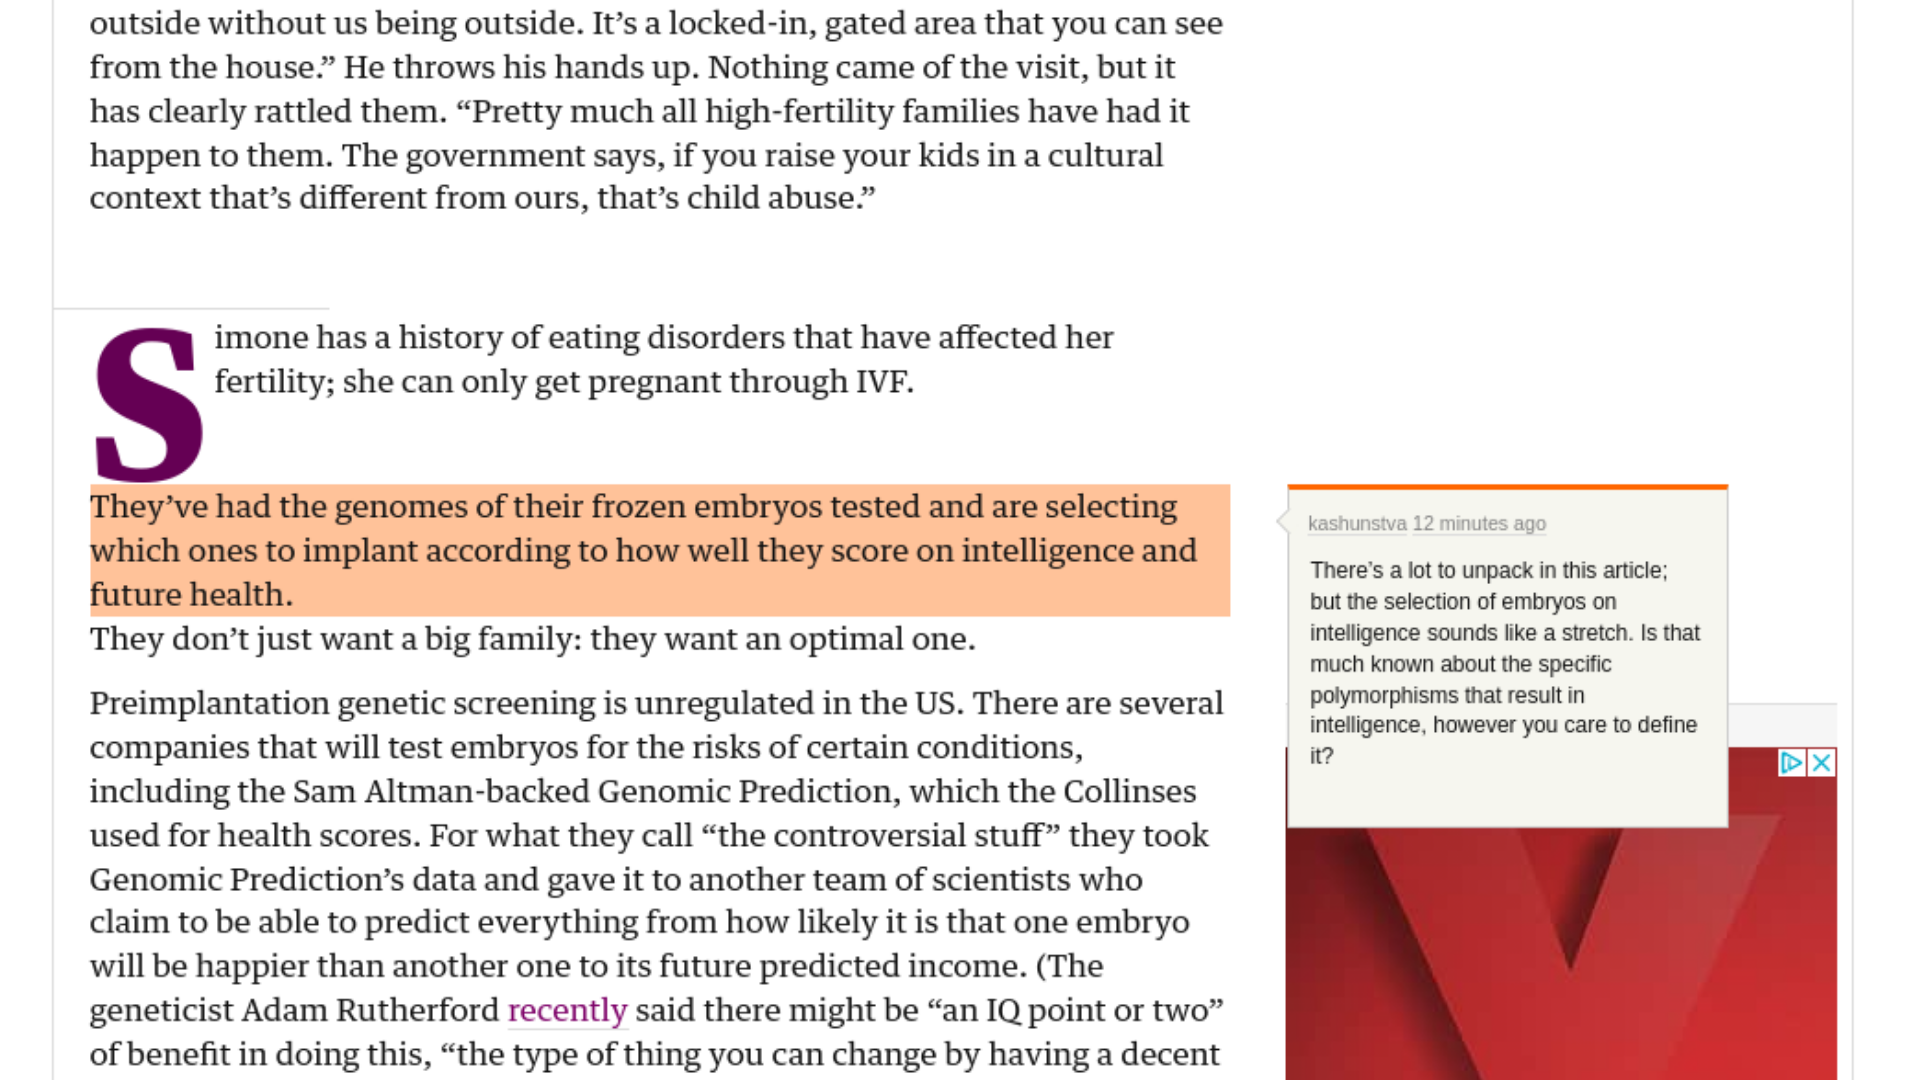 outside without us being outside. It’s a locked-in, gated area that you can see
from the house.” He throws his hands up. Nothing came of the visit, but it
has clearly rattled them. “Pretty much all high-fertility families have had it
happen to them. The government says, if you raise your kids in a cultural
context that’s different from ours, that’s child abuse.”
Simone has a history of eating disorders that have affected her
fertility; she can only get pregnant through IVF.
They’ve had the genomes of their frozen embryos tested and are selecting
which ones to implant according to how well they score on intelligence and
future health.
They don’t just want a big family: they want an optimal one.
Preimplantation genetic screening is unregulated in the US. There are several
companies that will test embryos for the risks of certain conditions,
including the Sam Altman-backed Genomic Prediction, which the Collinses
used for health scores. For what they call “the controversial stuff” they took
Genomic Prediction’s data and gave it to another team of scientists who
claim to be able to predict everything from how likely it is that one embryo
will be happier than another one to its future predicted income. (The
geneticist Adam Rutherford recently said there might be “an IQ point or two”
of benefit in doing this, “the type of thing you can change by having a decent
kashunstva 12 minutes ago
There’s a lot to unpack in this article;
but the selection of embryos on
intelligence sounds like a stretch. Is that
much known about the specific
polymorphisms that result in
intelligence, however you care to define
it?